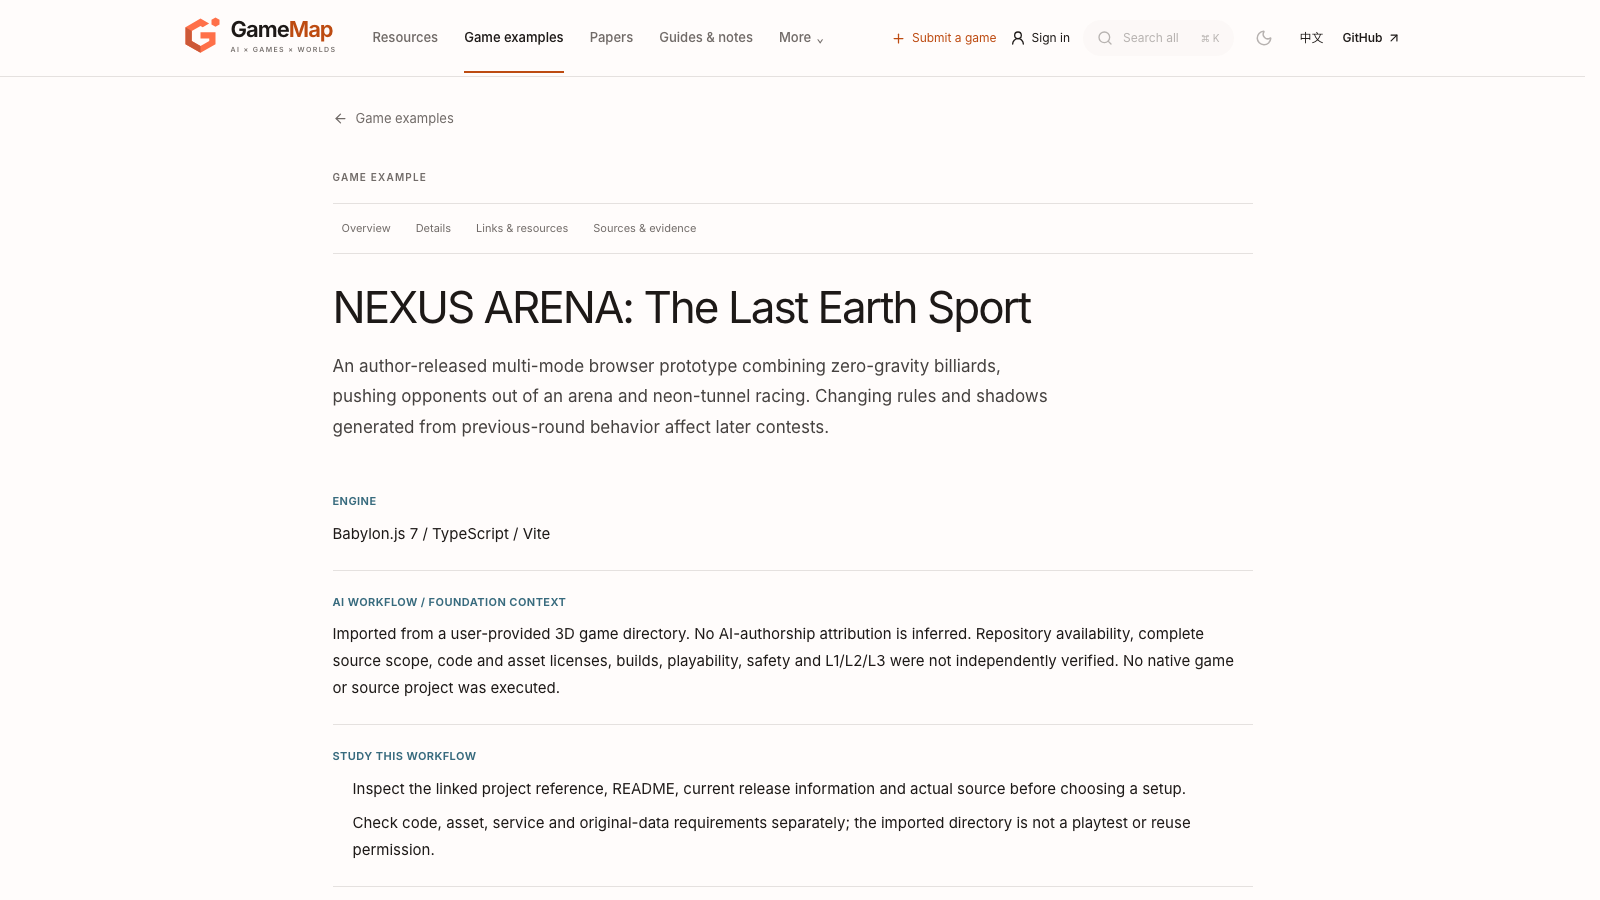 GameMap
AI × GAMES × WORLDS
Resources
Game examples
Papers
Guides & notes
More
Submit a game
Sign in
Search all
⌘ K
中文
GitHub
Game examples
GAME EXAMPLE
Overview
Details
Links & resources
Sources & evidence
NEXUS ARENA: The Last Earth Sport
An author-released multi-mode browser prototype combining zero-gravity billiards,
pushing opponents out of an arena and neon-tunnel racing. Changing rules and shadows
generated from previous-round behavior affect later contests.
ENGINE
Babylon.js 7 / TypeScript / Vite
AI WORKFLOW / FOUNDATION CONTEXT
Imported from a user-provided 3D game directory. No AI-authorship attribution is inferred. Repository availability, complete
source scope, code and asset licenses, builds, playability, safety and L1/L2/L3 were not independently verified. No native game
or source project was executed.
STUDY THIS WORKFLOW
Inspect the linked project reference, README, current release information and actual source before choosing a setup.
Check code, asset, service and original-data requirements separately; the imported directory is not a playtest or reuse
permission.